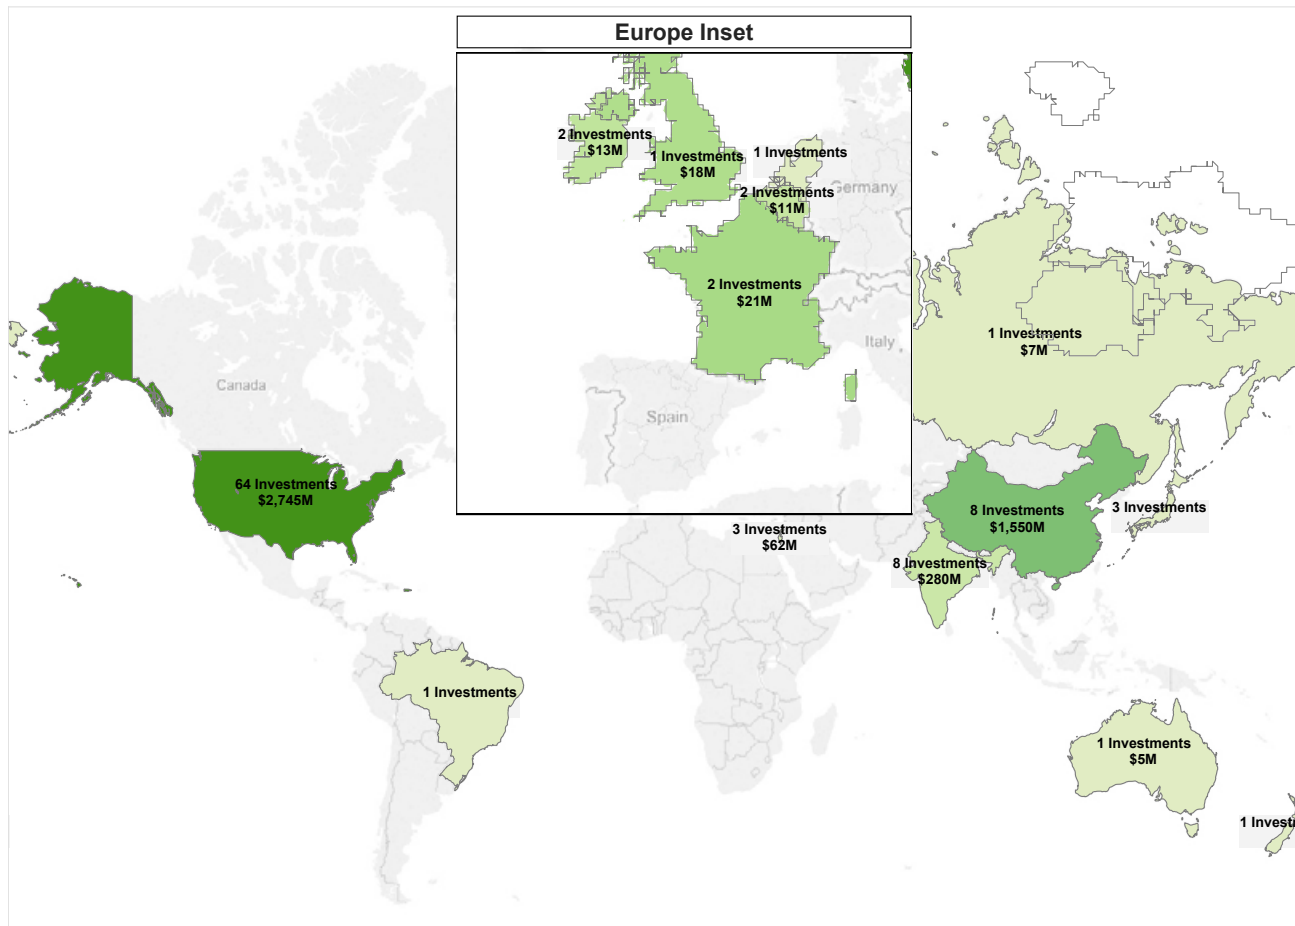 Europe Inset
2 Investments
$13M
1 Investments
$18M
1 Investments
2 Investments
$11M
Germany
2 Investments
$21M
Italy
Spain
Canada
64 Investments
$2,745M
1 Investments
$7M
8 Investments
$1,550M
3 Investments
3 Investments
$62M
8 Investments
$280M
1 Investments
1 Investments
$5M
1 Invest